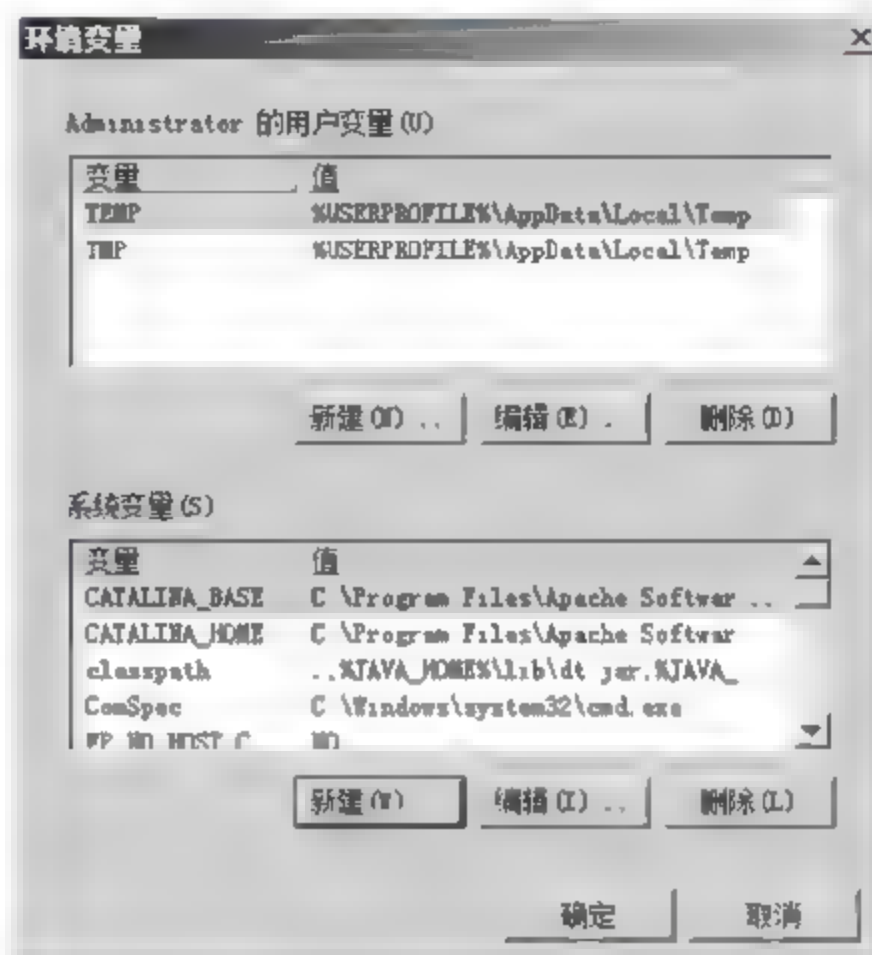 环境变量
Administrator 的用户变量(U)
变量 值
TEMP %USERPROFILE%\AppData\Local\Temp
TMP %USERPROFILE%\AppData\Local\Temp
新建(N) .. 编辑(E) . 删除(D)
系统变量(S)
变量 值
CATALINA_BASE C \Program Files\Apache Softwar ..
CATALINA_HOME C \Program Files\Apache Softwar
classpath .,%JAVA_HOME%\lib\dt jar,%JAVA_
ComSpec C \Windows\system32\cmd.exe
FP_NO_HOST_C NO
新建(W) 编辑(I) .. 删除(L)
确定 取消